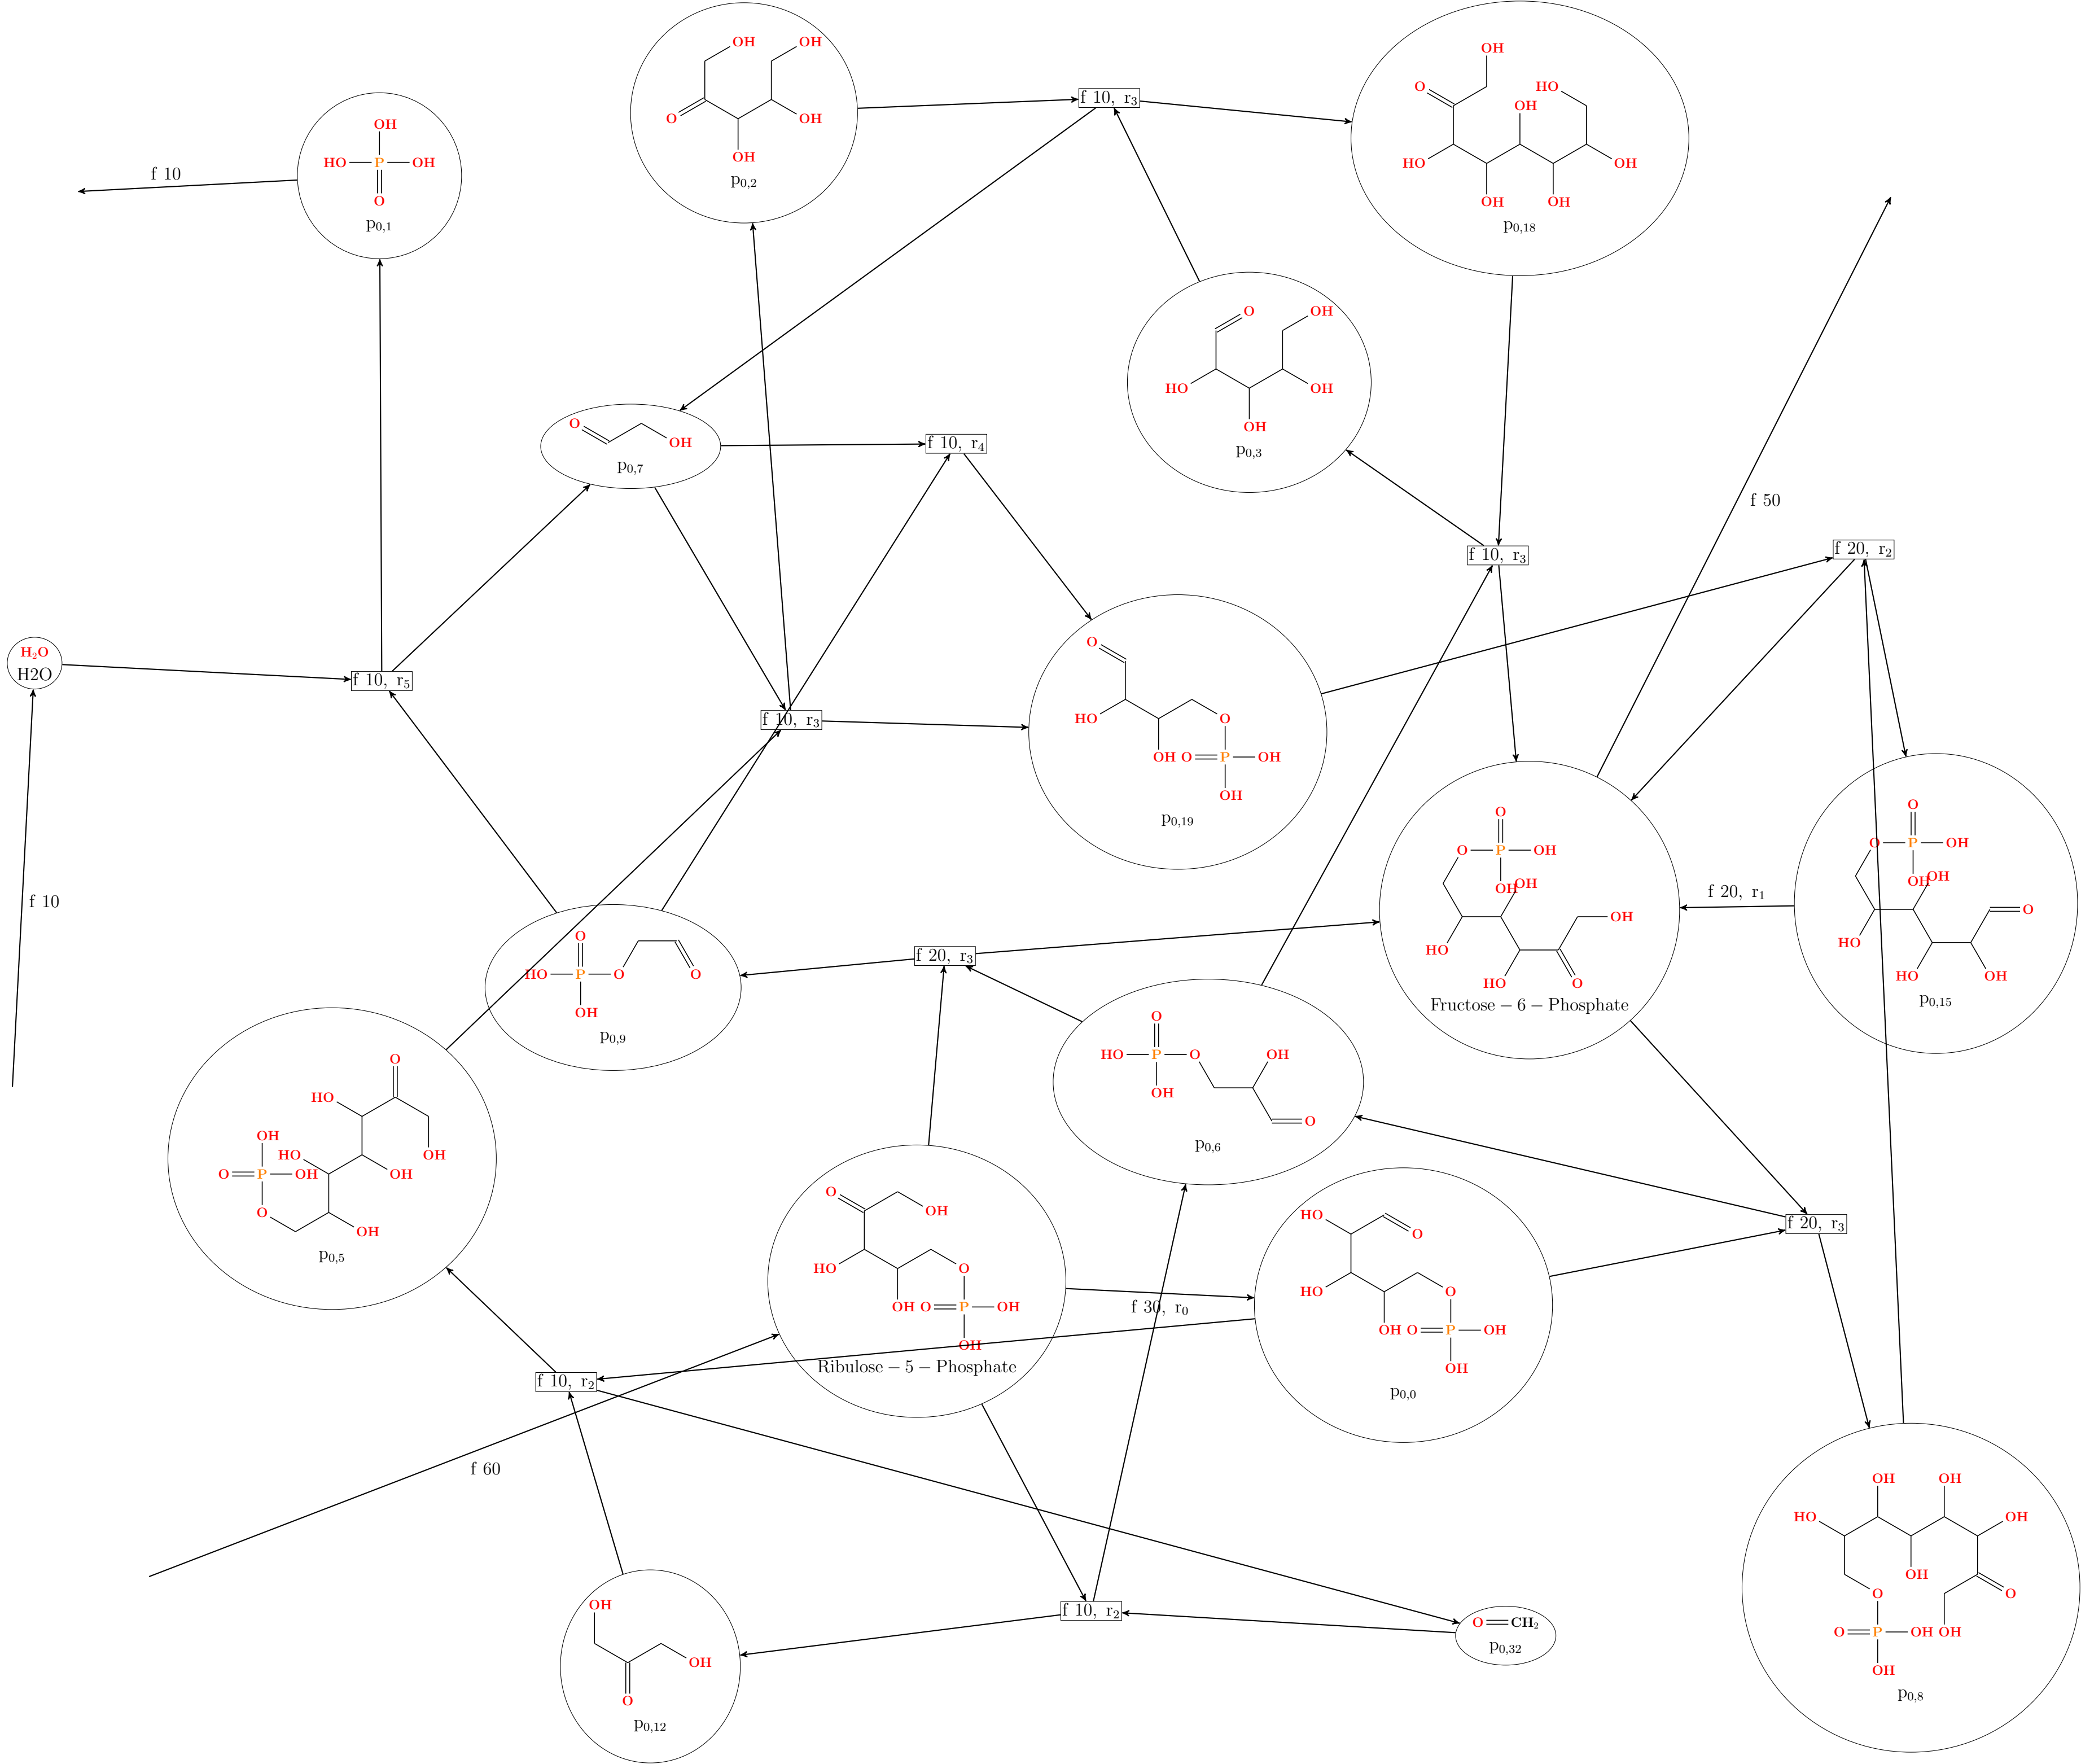 OH
HO P OH
O
p0,1
f 10
OH OH
O OH
OH
p0,2
f 10, r3
OH
O HO
OH
HO OH
OH OH
p0,18
O OH
HO OH
OH
p0,3
O
OH
p0,7
f 10, r4
f 50
f 10, r3
f 20, r2
H2O
H2O
f 10, r5
f 10, r3
O
HO O
OH O P OH
OH
p0,19
f 10
O
HO P O O
OH
p0,9
f 20, r3
O
O P OH
OH OH
OH
HO
HO O
Fructose − 6 − Phosphate
f 20, r1
O
O P OH
OH OH
O
HO
HO OH
p0,15
O
HO
OH
HO OH
O P OH OH
O
OH
p0,5
O
HO P O OH
OH
O
p0,6
O
OH
HO O
OH O P OH
OH
Ribulose − 5 − Phosphate
f 30, r0
HO
O
HO O
OH O P OH
OH
p0,0
f 20, r3
f 10, r2
f 60
OH
OH
O
p0,12
f 10, r2
O CH2
p0,32
OH OH
HO OH
OH
O O
O P OH OH
OH
p0,8